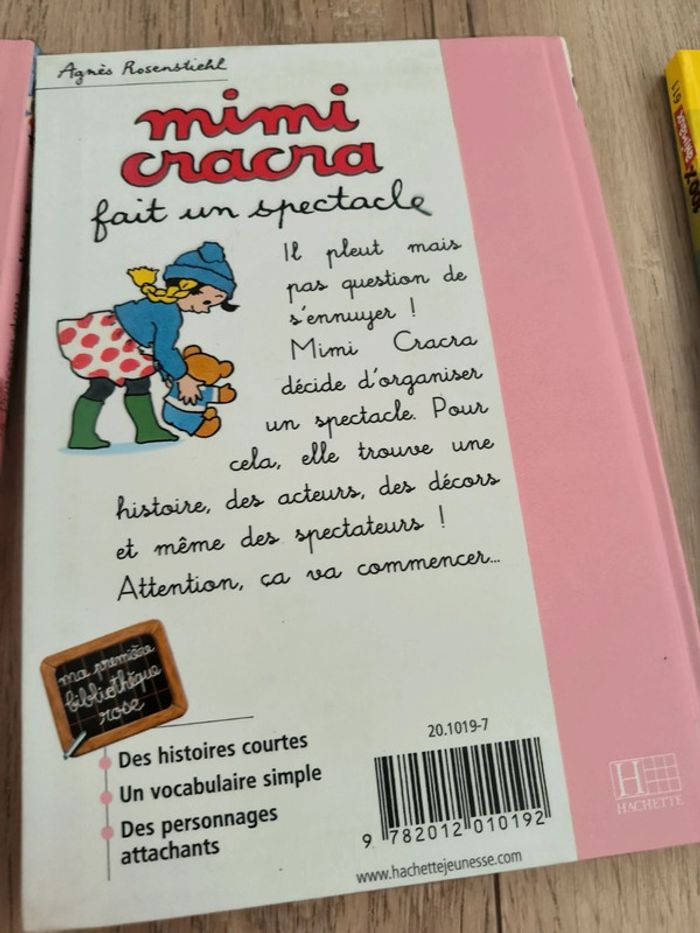 Agnès Rosenstiehl
mimi
cracra
fait un spectacle
Il pleut mais
pas question de
s'ennuyer !
Mimi Cracra
décide d'organiser
un spectacle. Pour
cela, elle trouve une
histoire, des acteurs, des décors
et même des spectateurs !
Attention, ça va commencer...
ma première
bibliothèque
rose
Des histoires courtes
Un vocabulaire simple
Des personnages
attachants
20.1019-7
9 782012 010192
www.hachettejeunesse.com
H
HACHETTE
611